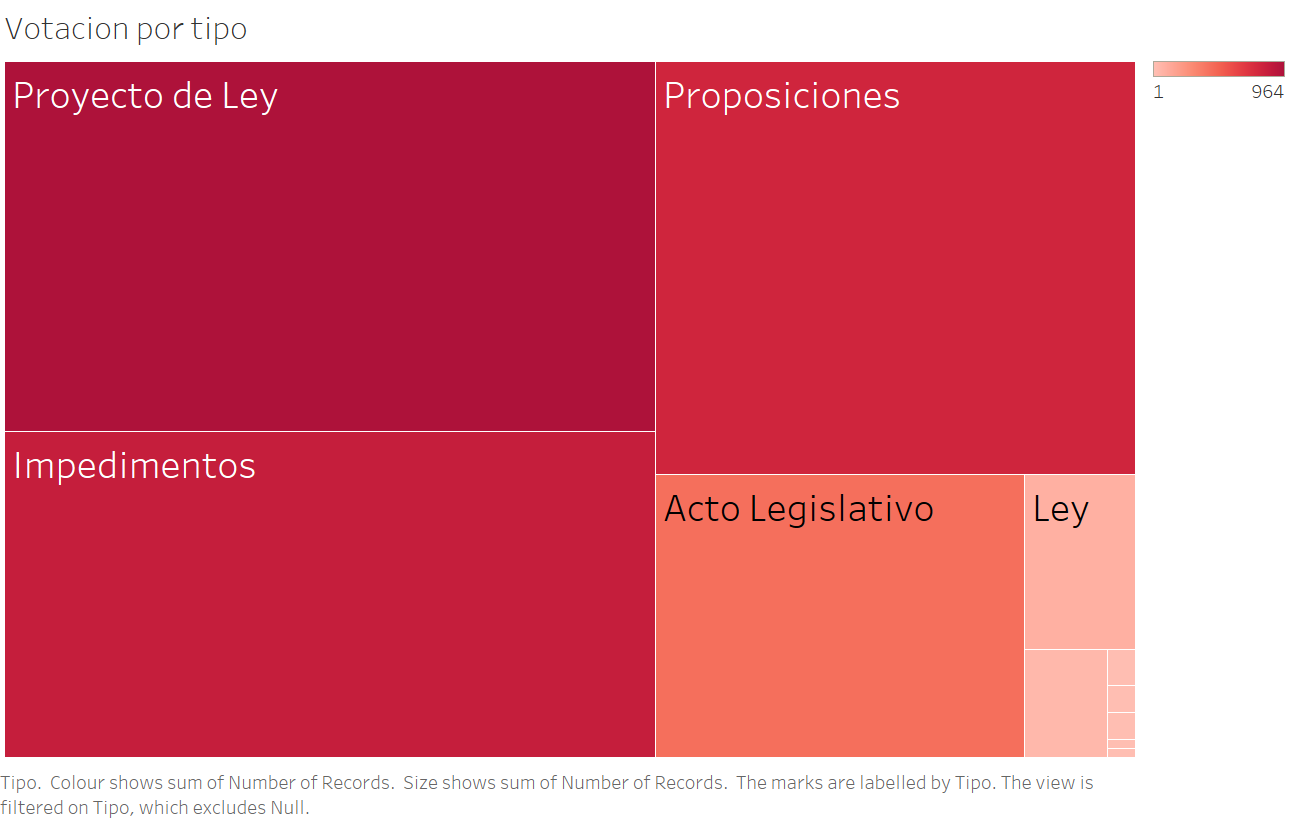 Votacion por tipo
Proyecto de Ley
Proposiciones
1 964
Impedimentos
Acto Legislativo
Ley
Tipo.  Colour shows sum of Number of Records.  Size shows sum of Number of Records.  The marks are labelled by Tipo. The view is
filtered on Tipo, which excludes Null.